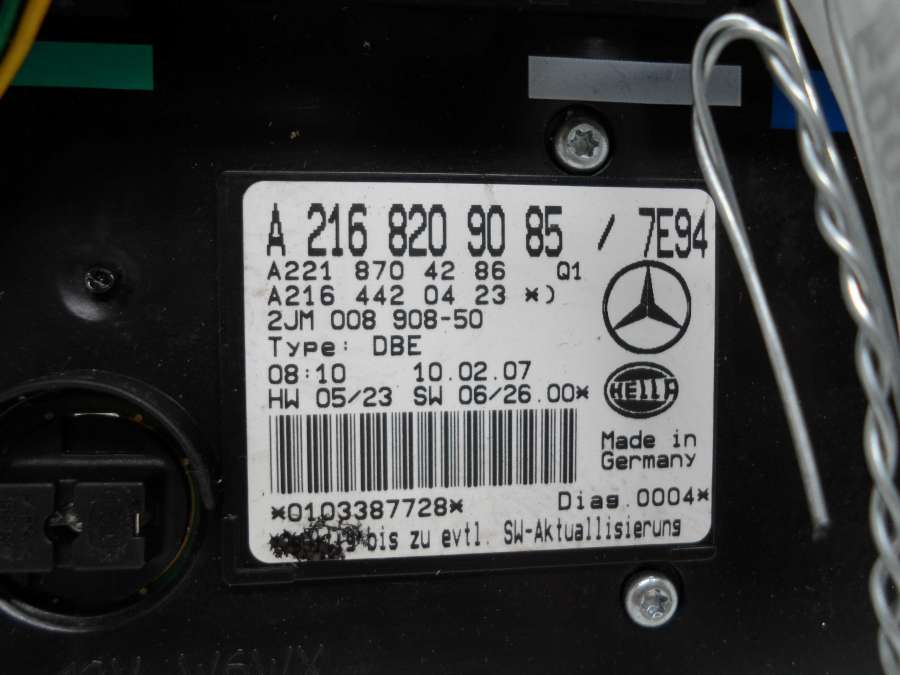 A 216 820 90 85 / 7E94
A221 870 42 86 Q1
A216 442 04 23 *)
2JM 008 908-50
Type: DBE
08:10 10.02.07
HW 05/23 SW 06/26.00*
HELLA
Made in
Germany
*0103387728* Diag.0004*
bis zu evtl. SW-Aktuallisierung